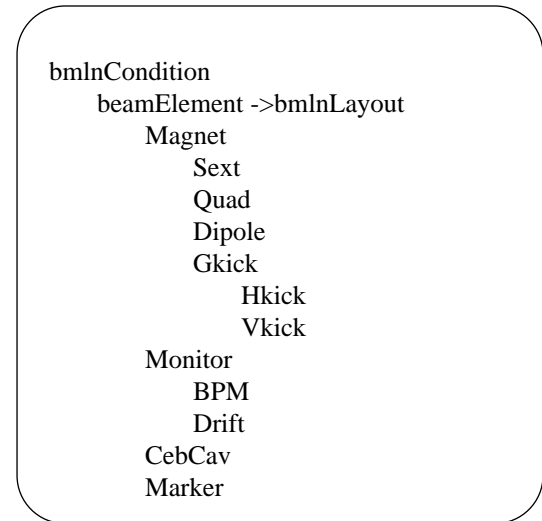 bmlnCondition
beamElement ->bmlnLayout
Magnet
Sext
Quad
Dipole
Gkick
Hkick
Vkick
Monitor
BPM
Drift
CebCav
Marker